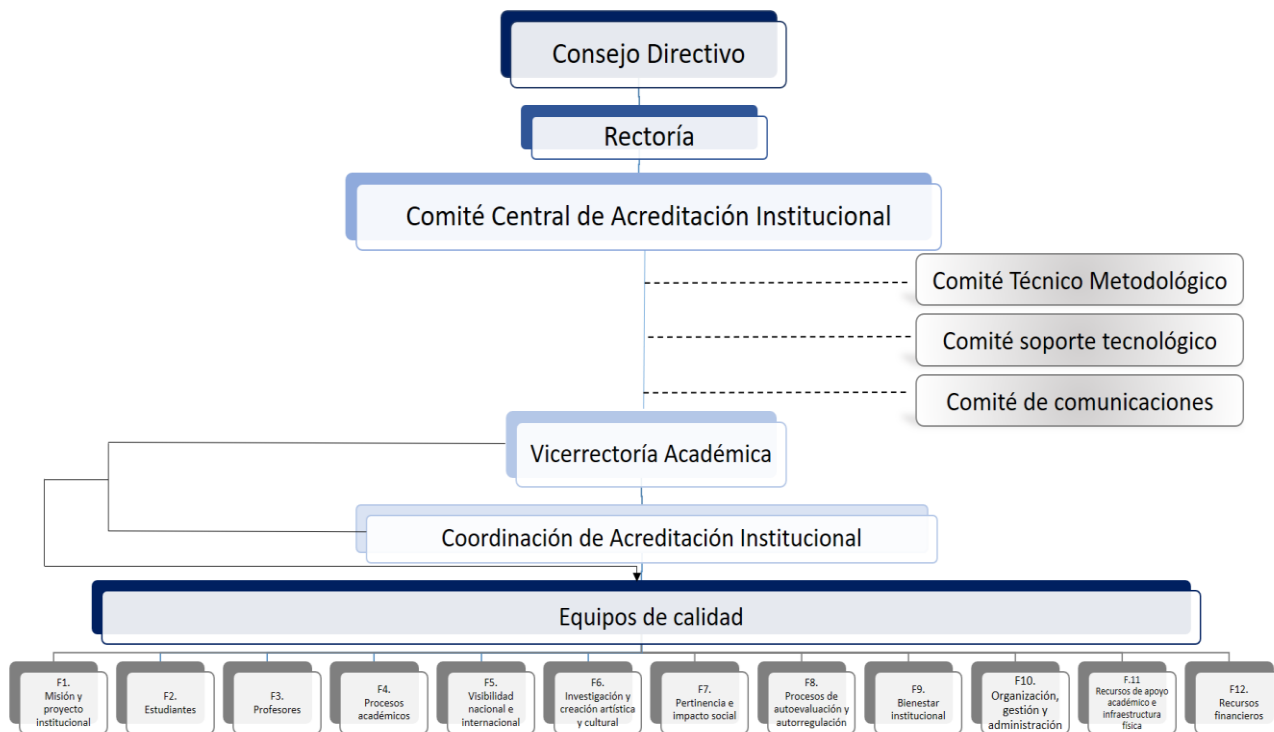 Consejo Directivo
Rectoría
Comité Central de Acreditación Institucional
Comité Técnico Metodológico
Comité soporte tecnológico
Comité de comunicaciones
Vicerrectoría Académica
Coordinación de Acreditación Institucional
Equipos de calidad
F1.
Misión y
proyecto
institucional
F2.
Estudiantes
F3.
Profesores
F4.
Procesos
académicos
F5.
Visibilidad
nacional e
internacional
F6.
Investigación y
creación artística
y cultural
F7.
Pertinencia e
impacto social
F8.
Procesos de
autoevaluación y
autorregulación
F9.
Bienestar
institucional
F10.
Organización,
gestión y
administración
F.11
Recursos de apoyo
académico e
infraestructura
física
F12.
Recursos
financieros